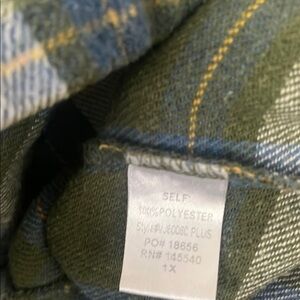 SELF
100% POLYESTER
PO# 18656
RN# 145540
1X